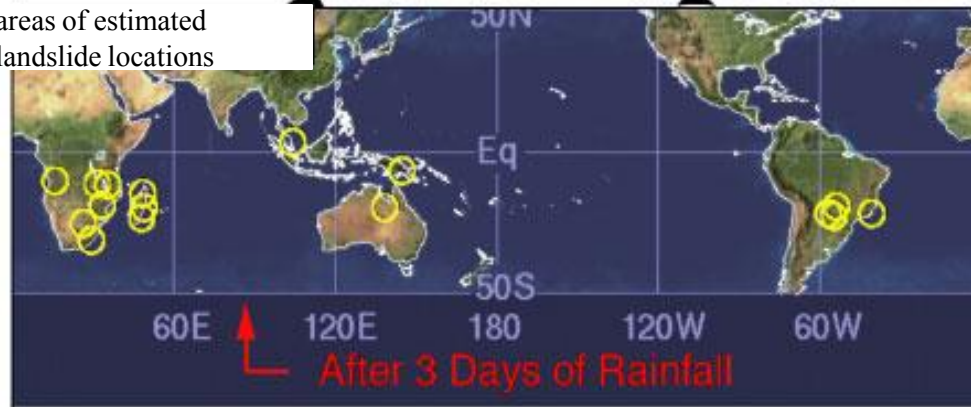 areas of estimated
landslide locations
50N
Eq
50S
60E 120E 180 120W 60W
After 3 Days of Rainfall